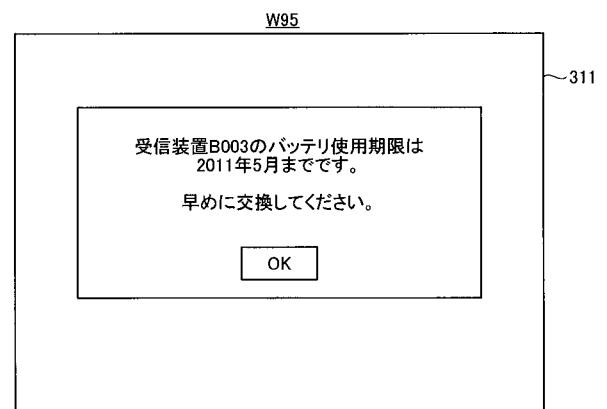 W95
311
受信装置B003のバッテリ使用期限は
2011年5月までです。
早めに交換してください。
OK